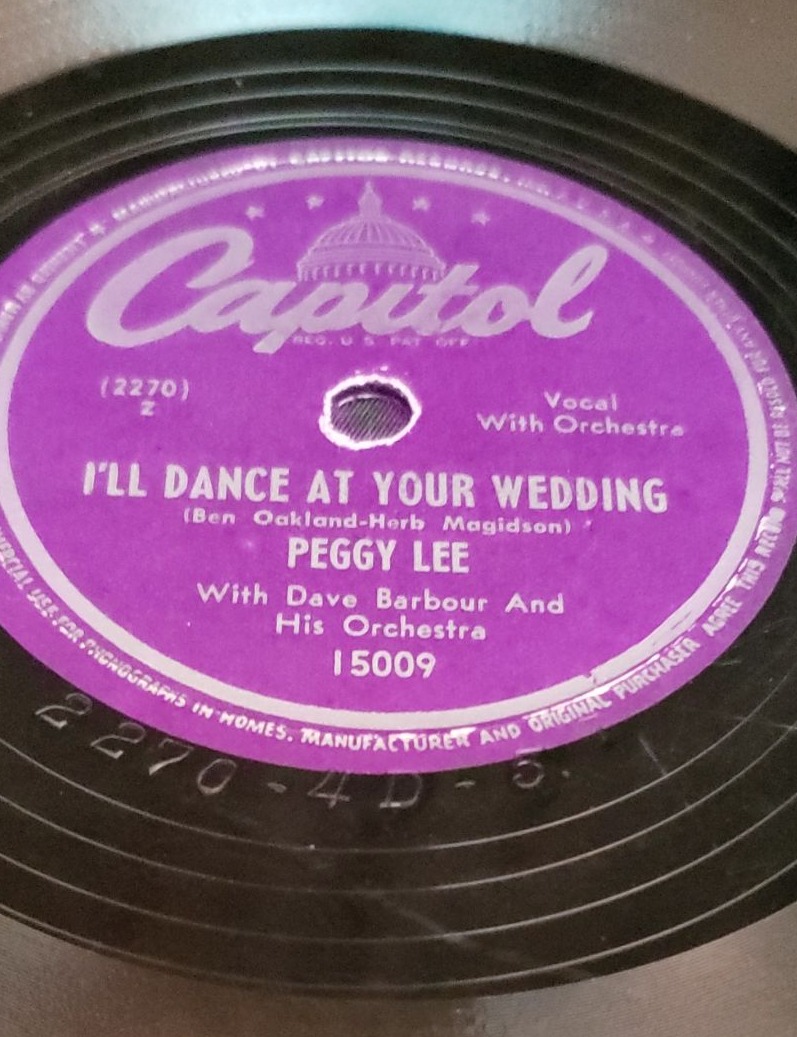 Capitol
REG. U.S. PAT. OFF.
(2270)
Z
Vocal
With Orchestra
I'LL DANCE AT YOUR WEDDING
(Ben Oakland-Herb Magidson)
PEGGY LEE
With Dave Barbour And
His Orchestra
15009
USE FOR PHONOGRAPHS IN HOMES. MANUFACTURER AND ORIGINAL PURCHASER AGREE THIS RECORD
2270-4D-5.